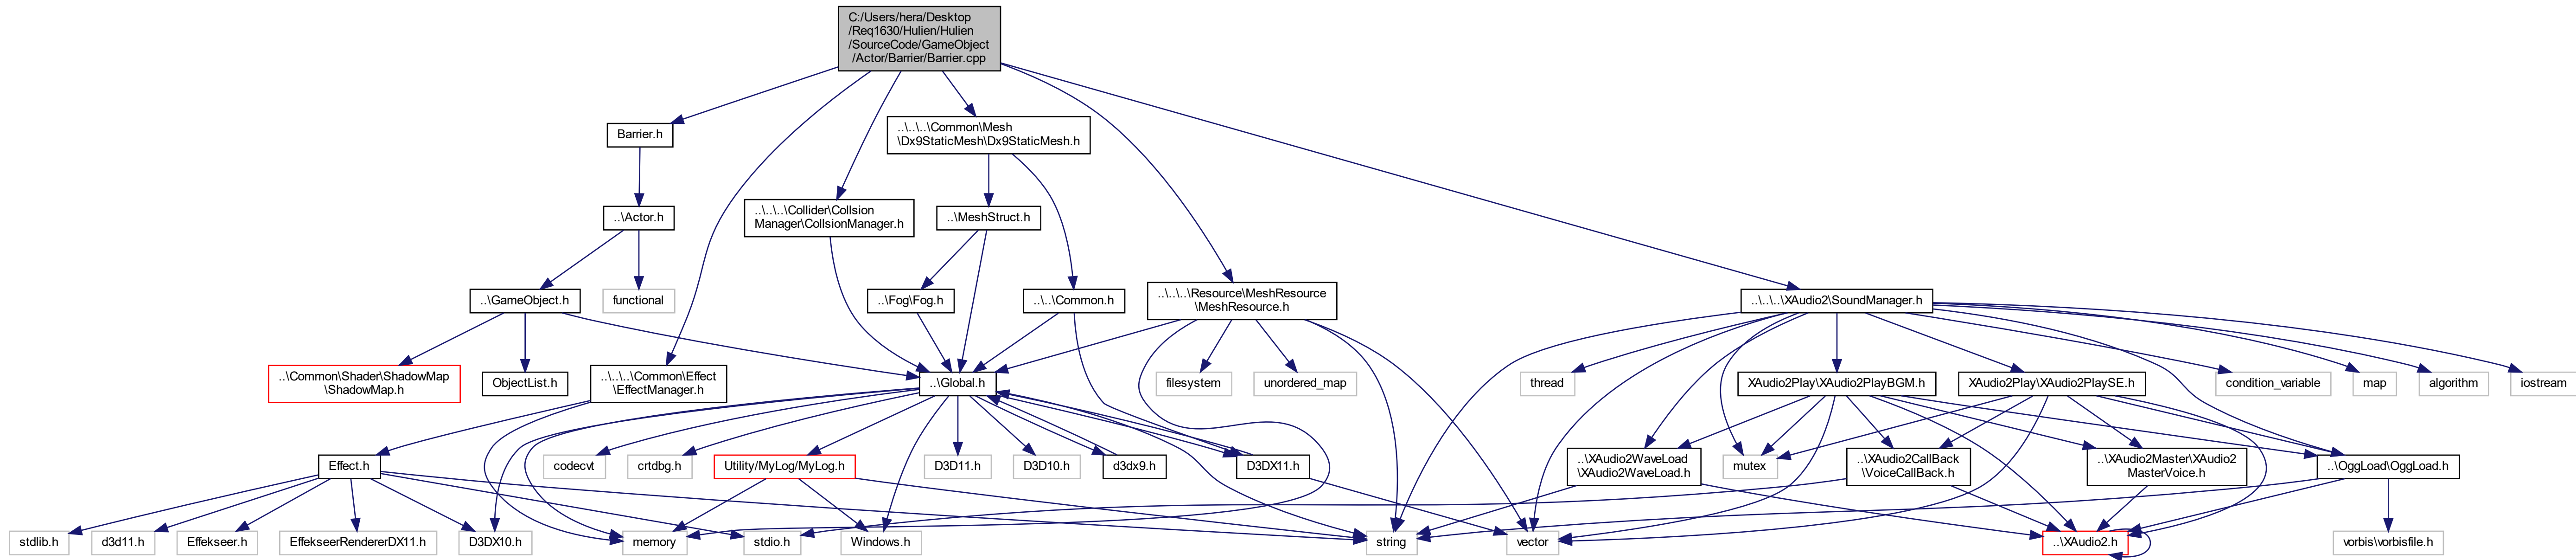 C:/Users/hera/Desktop
/Req1630/Hulien/Hulien
/SourceCode/GameObject
/Actor/Barrier/Barrier.cpp
Barrier.h
..\..\..\Common\Mesh
\Dx9StaticMesh\Dx9StaticMesh.h
..\Actor.h
..\..\..\Collider\Collsion
Manager\CollsionManager.h
..\MeshStruct.h
..\GameObject.h
functional
..\Fog\Fog.h
..\..\Common.h
..\..\..\Resource\MeshResource
\MeshResource.h
..\..\..\XAudio2\SoundManager.h
..\Common\Shader\ShadowMap
\ShadowMap.h
ObjectList.h
..\..\..\Common\Effect
\EffectManager.h
..\Global.h
filesystem
unordered_map
thread
XAudio2Play\XAudio2PlayBGM.h
XAudio2Play\XAudio2PlaySE.h
condition_variable
map
algorithm
iostream
Effect.h
codecvt
crtdbg.h
Utility/MyLog/MyLog.h
D3D11.h
D3D10.h
d3dx9.h
D3DX11.h
..\XAudio2WaveLoad
\XAudio2WaveLoad.h
mutex
..\XAudio2CallBack
\VoiceCallBack.h
..\XAudio2Master\XAudio2
MasterVoice.h
..\OggLoad\OggLoad.h
stdlib.h
d3d11.h
Effekseer.h
EffekseerRendererDX11.h
D3DX10.h
memory
stdio.h
Windows.h
string
vector
..\XAudio2.h
vorbis\vorbisfile.h